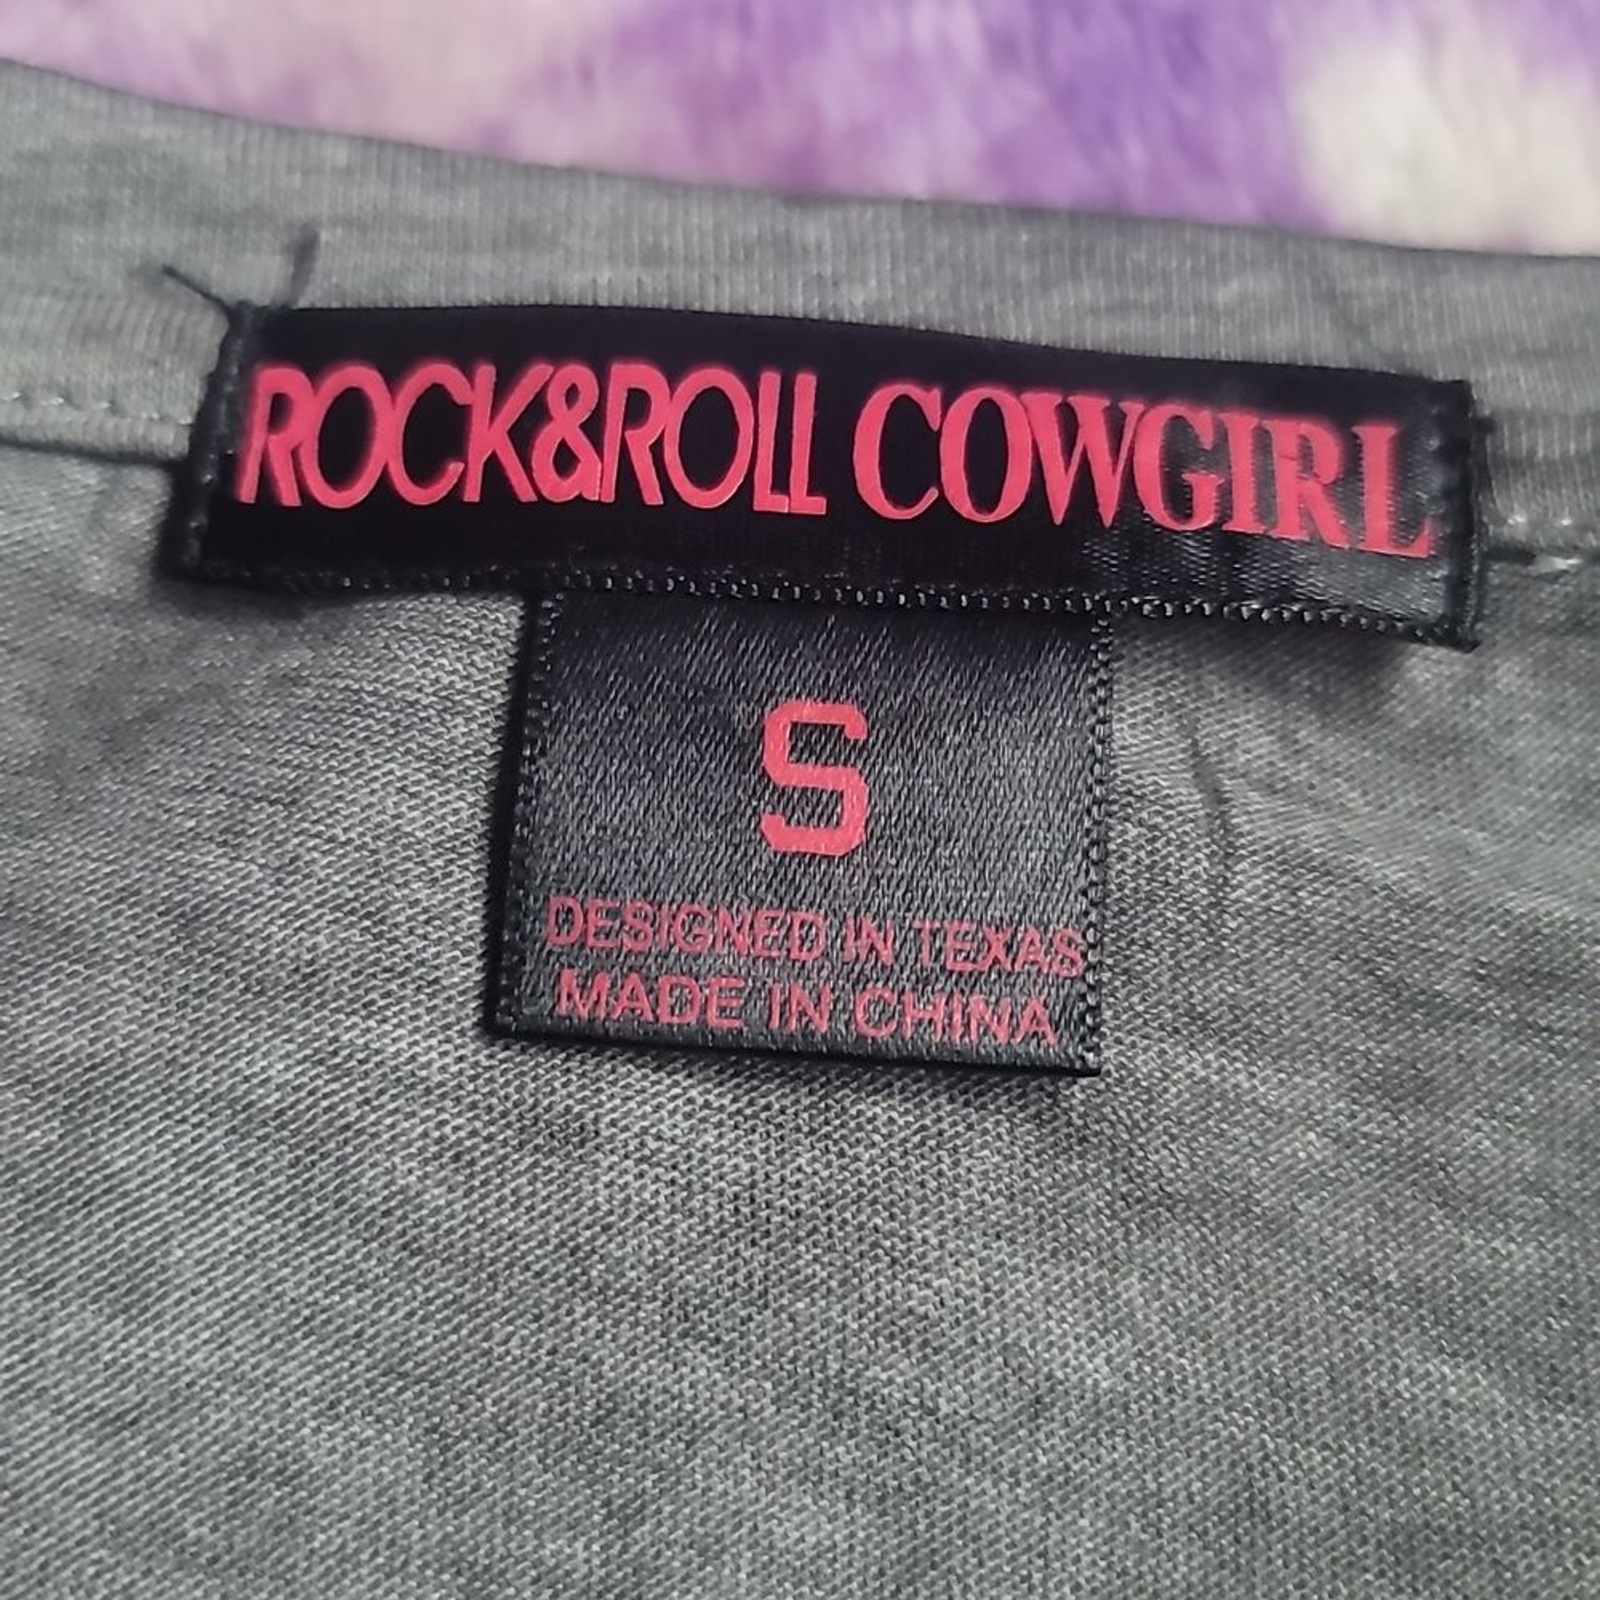 ROCK&ROLL COWGIRL
S
DESIGNED IN TEXAS
MADE IN CHINA